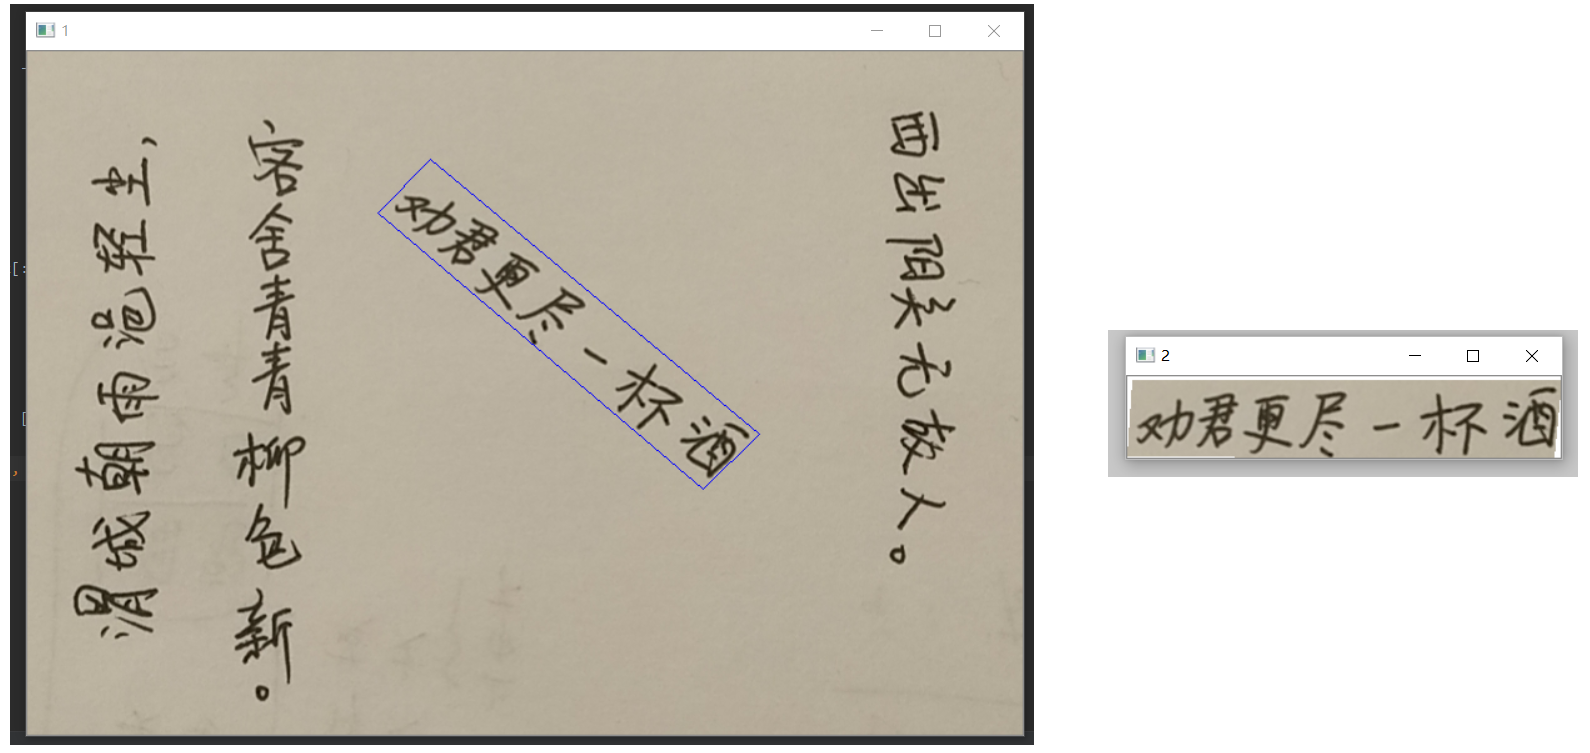 1
渭城朝雨浥轻尘,
客舍青青柳色新。
劝君更尽一杯酒
西出阳关无故人。
2
劝君更尽一杯酒